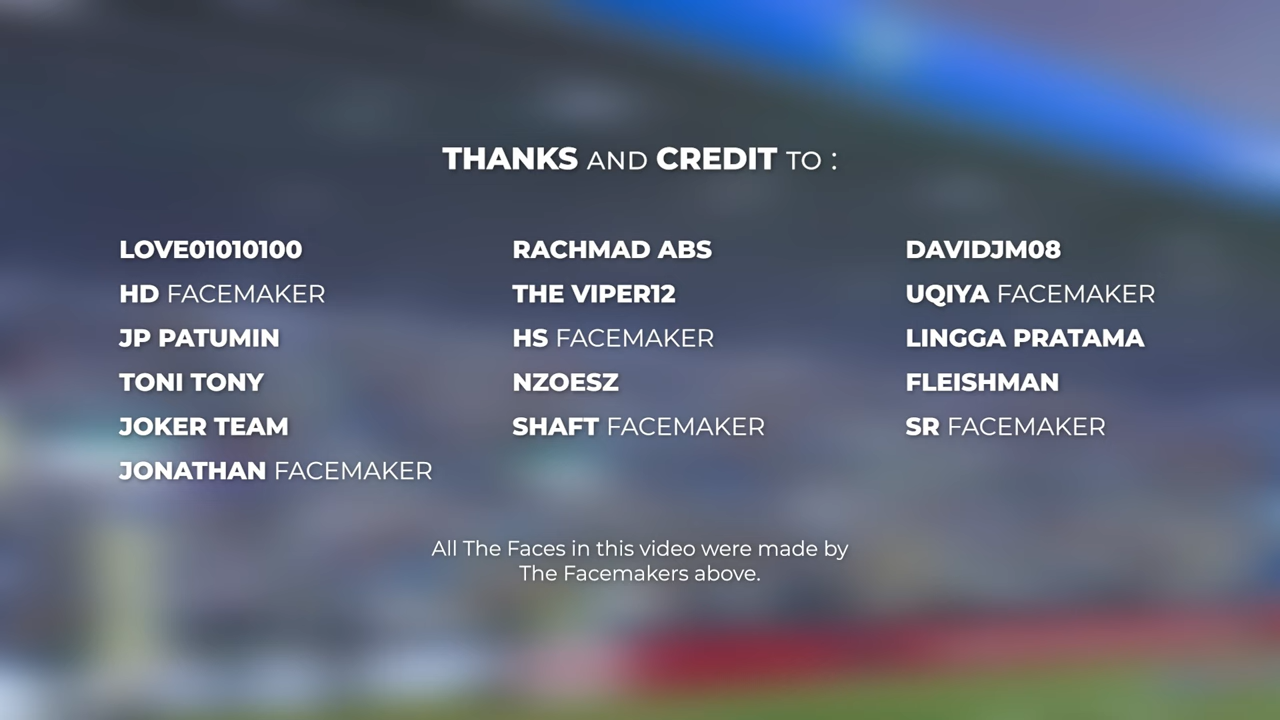 THANKS AND CREDIT TO :
LOVE01010100
HD FACEMAKER
JP PATUMIN
TONI TONY
JOKER TEAM
JONATHAN FACEMAKER
RACHMAD ABS
THE VIPER12
HS FACEMAKER
NZOESZ
SHAFT FACEMAKER
DAVIDJM08
UQIYA FACEMAKER
LINGGA PRATAMA
FLEISHMAN
SR FACEMAKER
All The Faces in this video were made by
The Facemakers above.